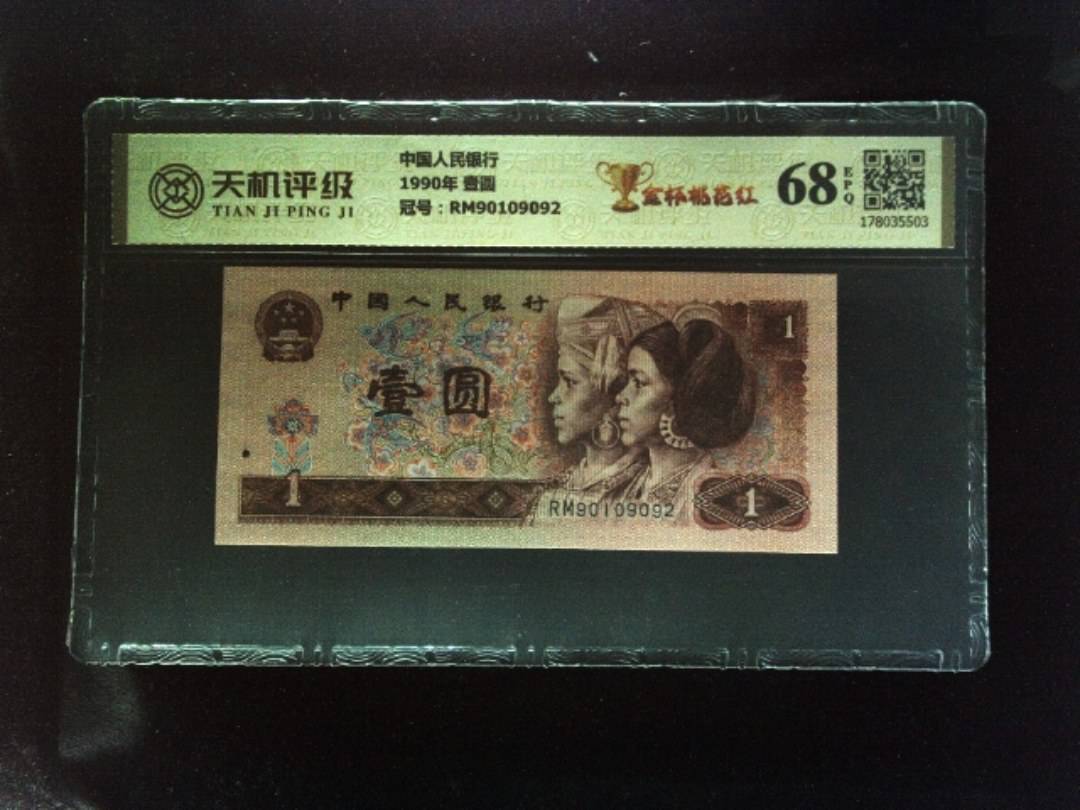 天机评级
TIAN JI PING JI
中国人民银行
1990年 壹圆
冠号：RM90109092
金杯桃花红
68
EPQ
178035503
中国人民银行
1
壹圆
1
RM90109092
1